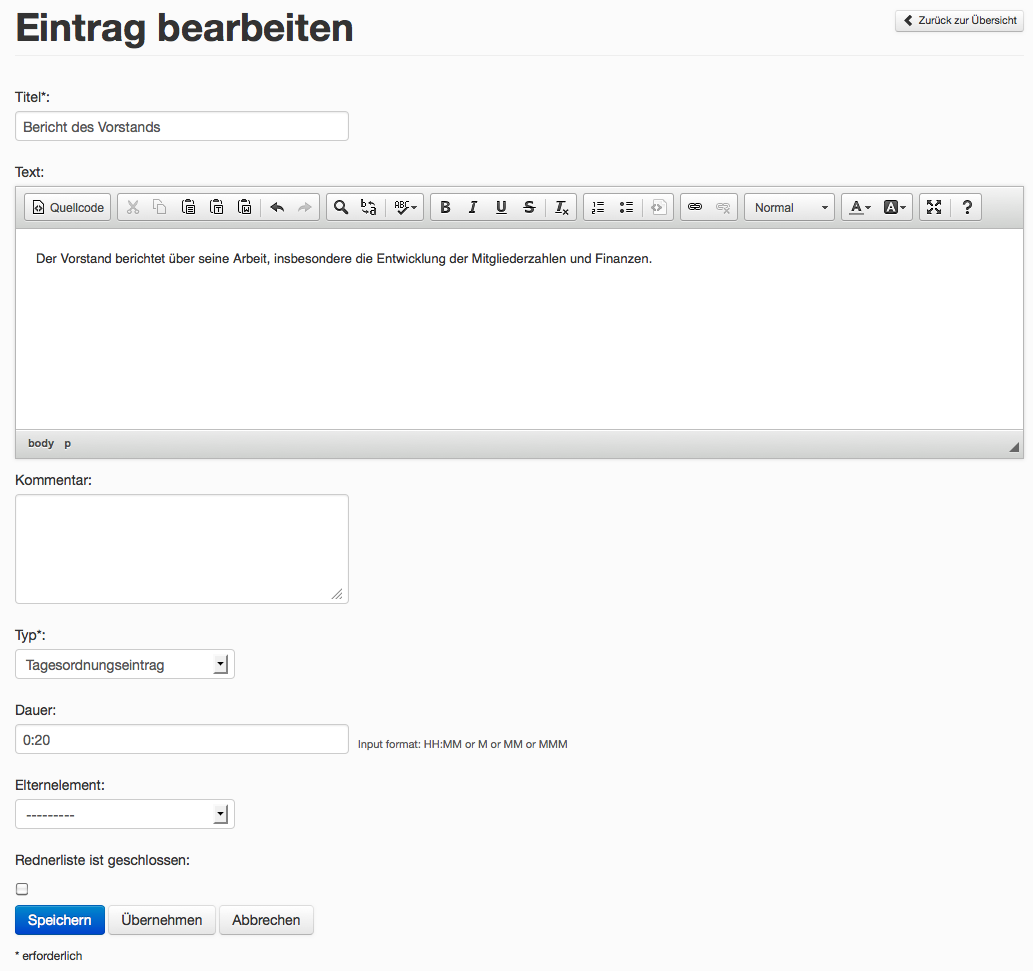 Eintrag bearbeiten
Zurück zur Übersicht
Titel*:
Bericht des Vorstands
Text:
Quellcode B I U S Ix Normal A A ?
Der Vorstand berichtet über seine Arbeit, insbesondere die Entwicklung der Mitgliederzahlen und Finanzen.
body p
Kommentar:
Typ*:
Tagesordnungseintrag
Dauer:
0:20 Input format: HH:MM or M or MM or MMM
Elternelement:
---------
Rednerliste ist geschlossen:
Speichern Übernehmen Abbrechen
* erforderlich